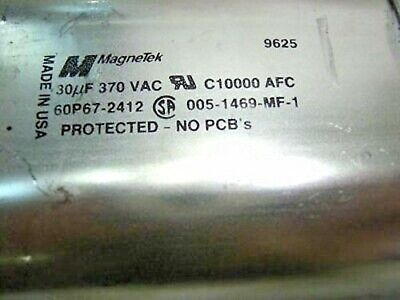 MagneTek 9625
30µF 370 VAC C10000 AFC
60P67-2412 SA 005-1469-MF-1
PROTECTED - NO PCB's
MADE IN USA